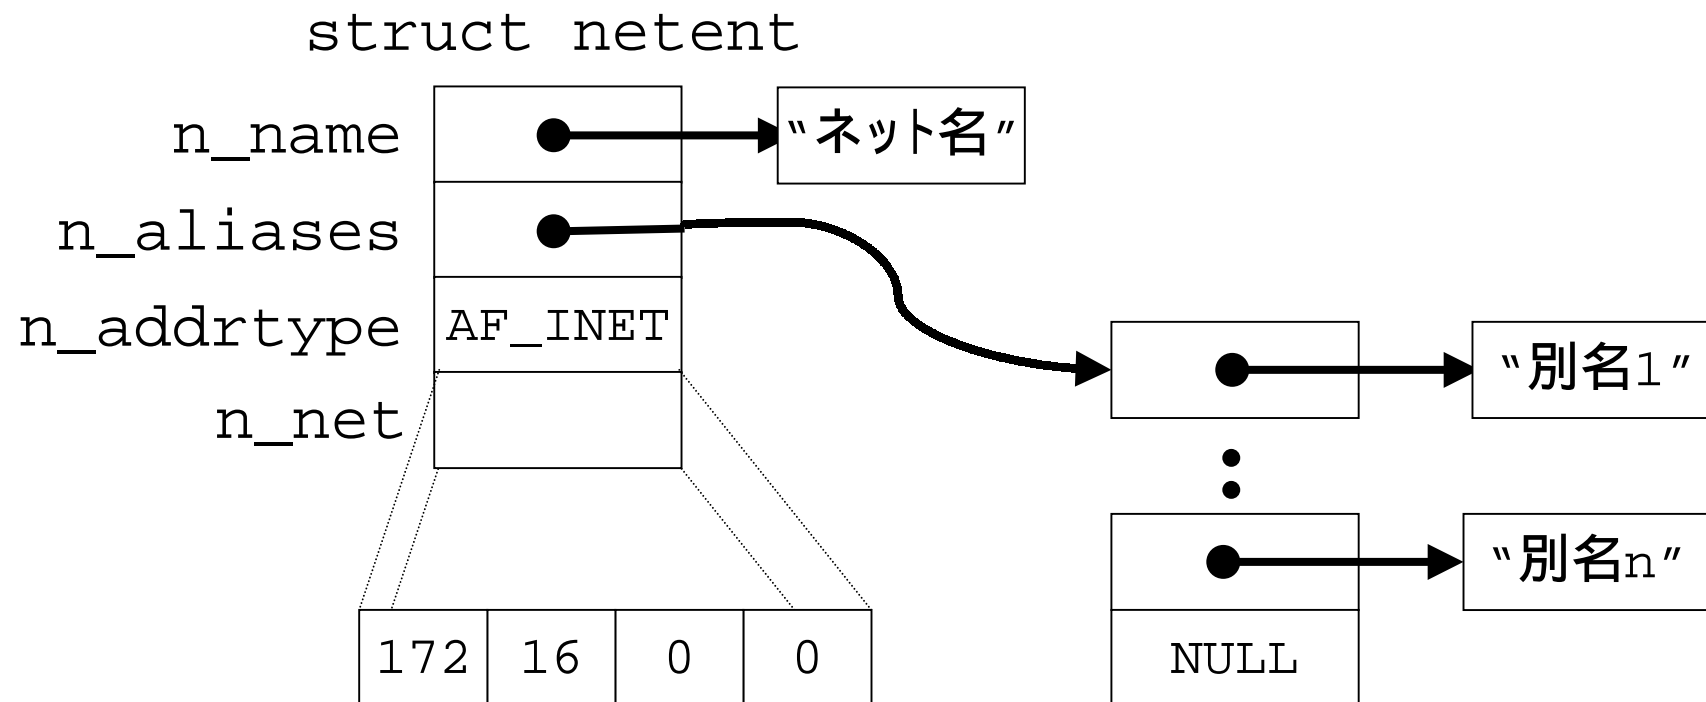 struct netent
n_name
“ネット名”
n_aliases
n_addrtype
AF_INET
“別名1”
n_net
“別名n”
172 16 0 0
NULL